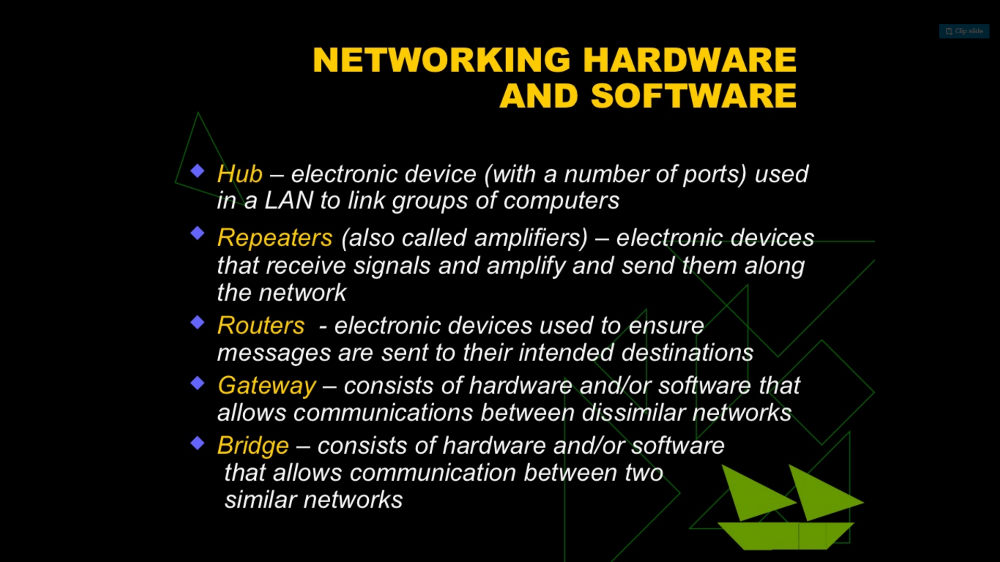 Clip slide
NETWORKING HARDWARE
AND SOFTWARE
Hub – electronic device (with a number of ports) used
in a LAN to link groups of computers
Repeaters (also called amplifiers) – electronic devices
that receive signals and amplify and send them along
the network
Routers - electronic devices used to ensure
messages are sent to their intended destinations
Gateway – consists of hardware and/or software that
allows communications between dissimilar networks
Bridge – consists of hardware and/or software
that allows communication between two
similar networks